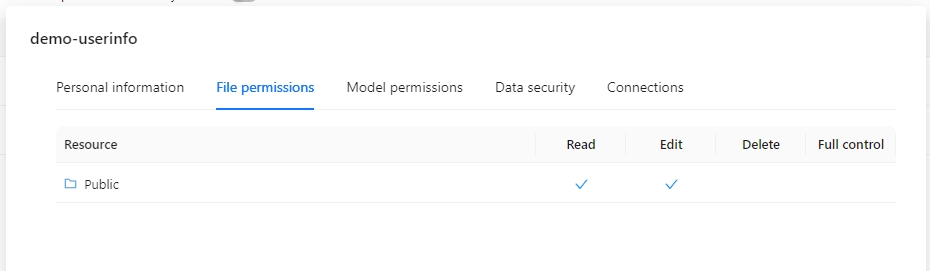 demo-userinfo
Personal information File permissions Model permissions Data security Connections
Resource Read Edit Delete Full control
Public